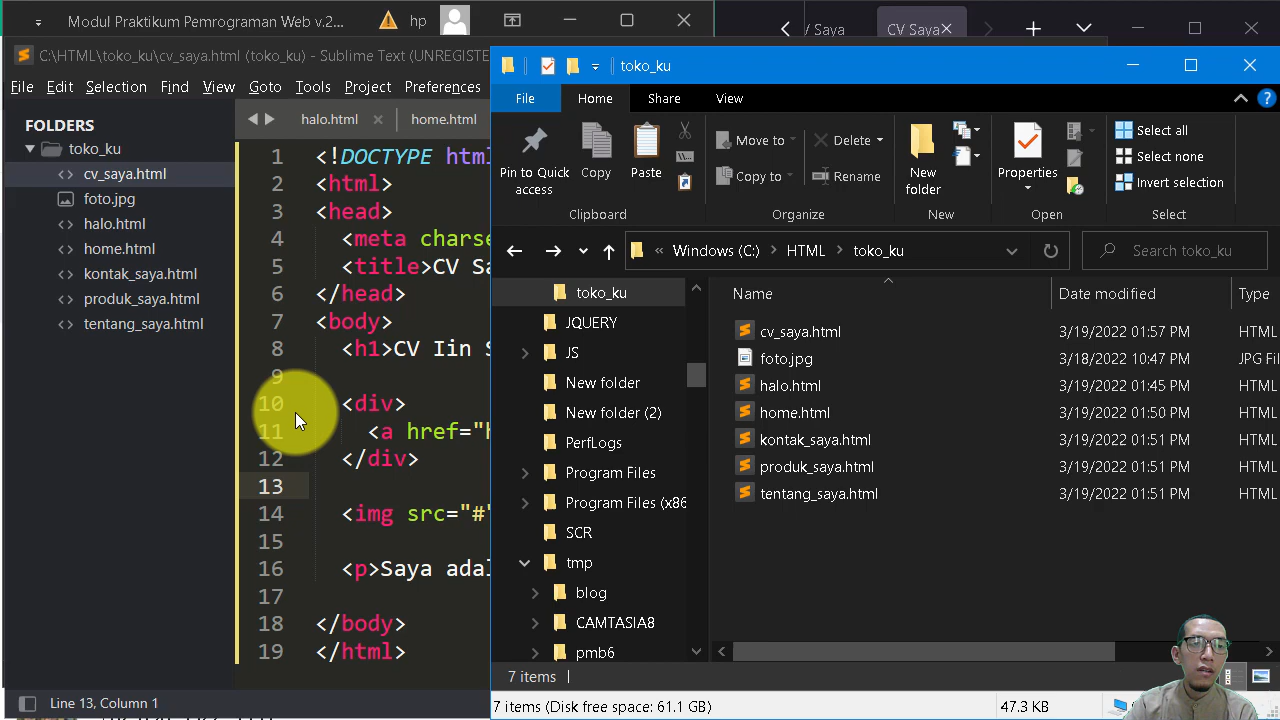 Modul Praktikum Pemrograman Web v.2...
hp
/ Saya
CV Saya
C:\HTML\toko_ku\cv_saya.html (toko_ku) - Sublime Text (UNREGISTE
File Edit Selection Find View Goto Tools Project Preferences
FOLDERS
toko_ku
cv_saya.html
foto.jpg
halo.html
home.html
kontak_saya.html
produk_saya.html
tentang_saya.html
halo.html
home.html
1 <!DOCTYPE html
2 <html>
3 <head>
4 <meta charse
5 <title>CV Sa
6 </head>
7 <body>
8 <h1>CV Iin S
9
10 <div>
11 <a href="h
12 </div>
13
14 <img src="#"
15
16 <p>Saya adal
17
18 </body>
19 </html>
Line 13, Column 1
toko_ku
File Home Share View
Pin to Quick access
Copy
Paste
Clipboard
Move to
Copy to
Delete
Rename
Organize
New folder
New
Properties
Open
Select all
Select none
Invert selection
Select
« Windows (C:) HTML toko_ku
Search toko_ku
toko_ku
JQUERY
JS
New folder
New folder (2)
PerfLogs
Program Files
Program Files (x86
SCR
tmp
blog
CAMTASIA8
pmb6
Name Date modified Type
cv_saya.html 3/19/2022 01:57 PM HTML
foto.jpg 3/18/2022 10:47 PM JPG Fil
halo.html 3/19/2022 01:45 PM HTML
home.html 3/19/2022 01:50 PM HTML
kontak_saya.html 3/19/2022 01:51 PM HTML
produk_saya.html 3/19/2022 01:51 PM HTML
tentang_saya.html 3/19/2022 01:51 PM HTML
7 items
7 items (Disk free space: 61.1 GB)
47.3 KB